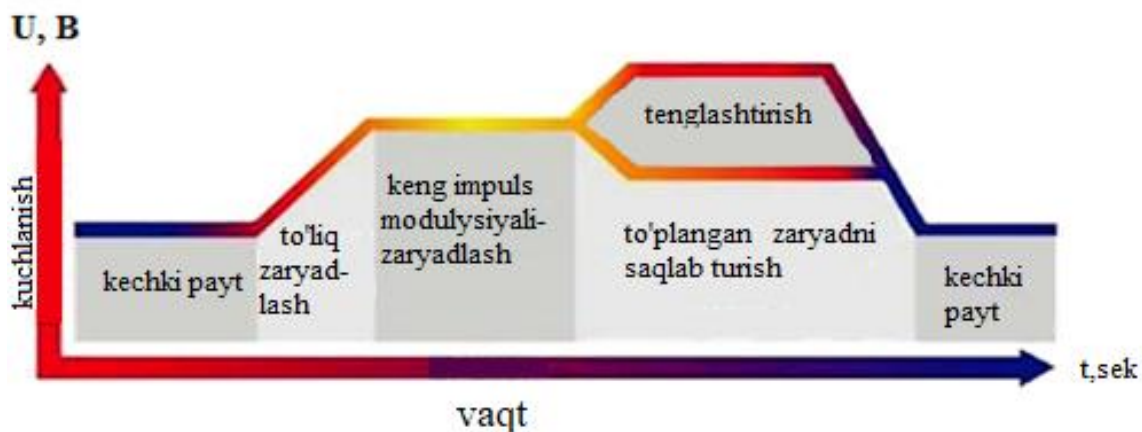 U, B
kuchlanish
kechki payt
to'liq
zaryad-
lash
keng impuls
modulysiyali-
zaryadlash
tenglashtirish
to'plangan zaryadni
saqlab turish
kechki
payt
t,sek
vaqt